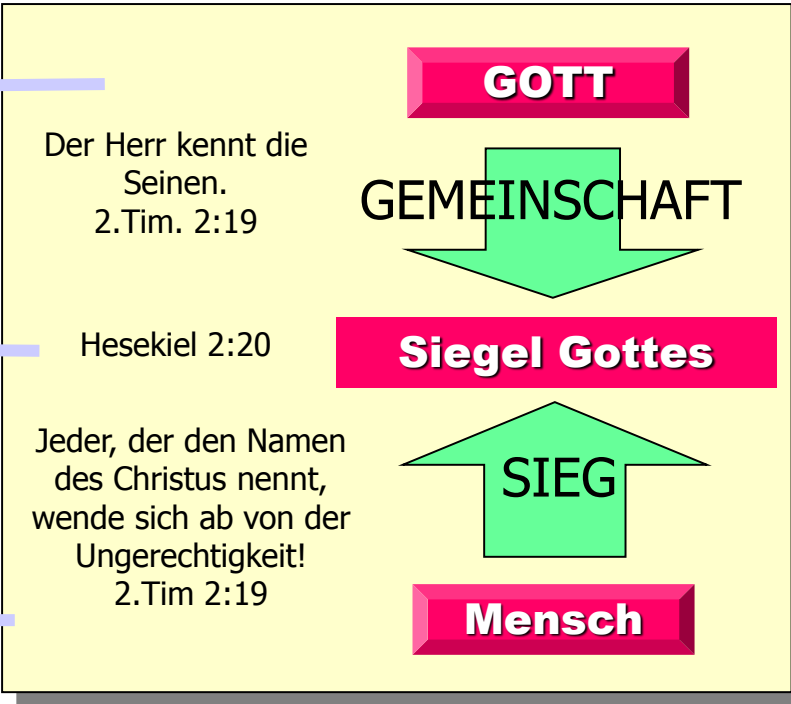 GOTT
Der Herr kennt die
Seinen.
2.Tim. 2:19
GEMEINSCHAFT
Hesekiel 2:20
Siegel Gottes
Jeder, der den Namen
des Christus nennt,
wende sich ab von der
Ungerechtigkeit!
2.Tim 2:19
SIEG
Mensch